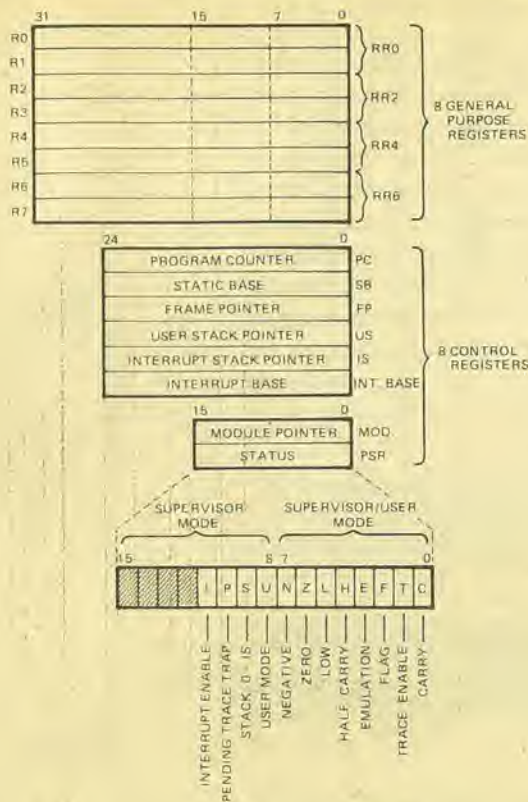 31 15 7 0
R0
R1
R2
R3
R4
R5
R6
R7
RR0
RR2
RR4
RR6
8 GENERAL
PURPOSE
REGISTERS
24 0
PROGRAM COUNTER PC
STATIC BASE SB
FRAME POINTER FP
USER STACK POINTER US
INTERRUPT STACK POINTER IS
INTERRUPT BASE INT. BASE
8 CONTROL
REGISTERS
15 0
MODULE POINTER MOD
STATUS PSR
SUPERVISOR
MODE
SUPERVISOR/USER
MODE
15 8 7 0
I P S U N Z L H E F T C
INTERRUPT ENABLE
PENDING TRACE TRAP
STACK 0 - IS
USER MODE
NEGATIVE
ZERO
LOW
HALF CARRY
EMULATION
FLAG
TRACE ENABLE
CARRY